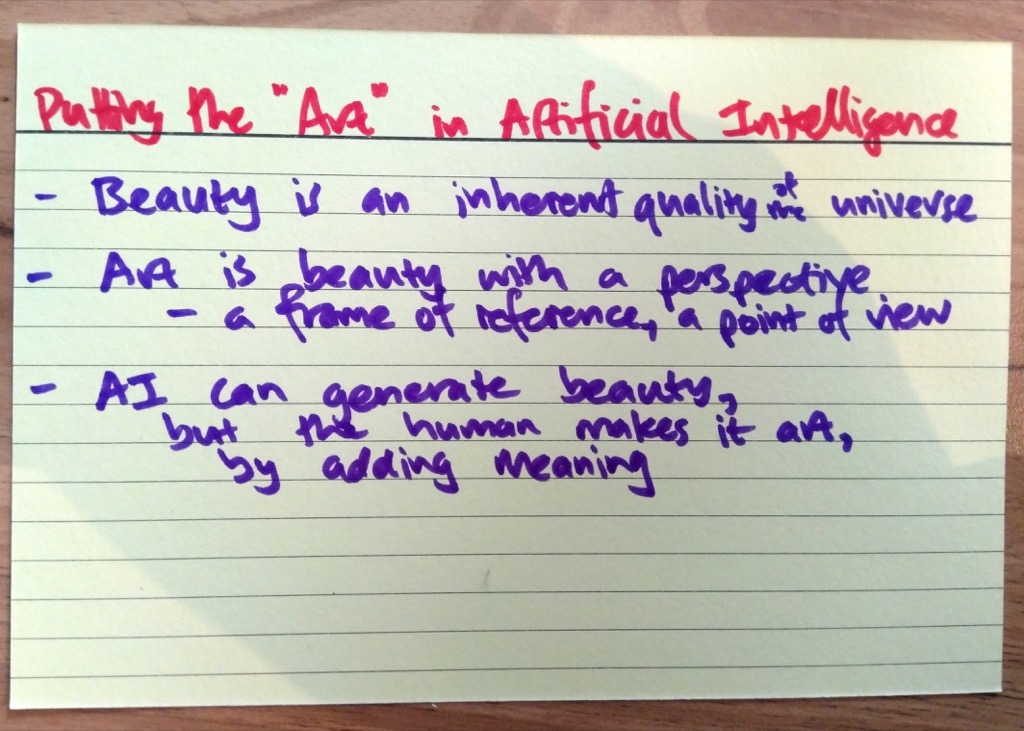 Putting the "Art" in Artificial Intelligence
- Beauty is an inherent quality of the universe
- Art is beauty with a perspective
- a frame of reference, a point of view
- AI can generate beauty,
but the human makes it art,
by adding meaning